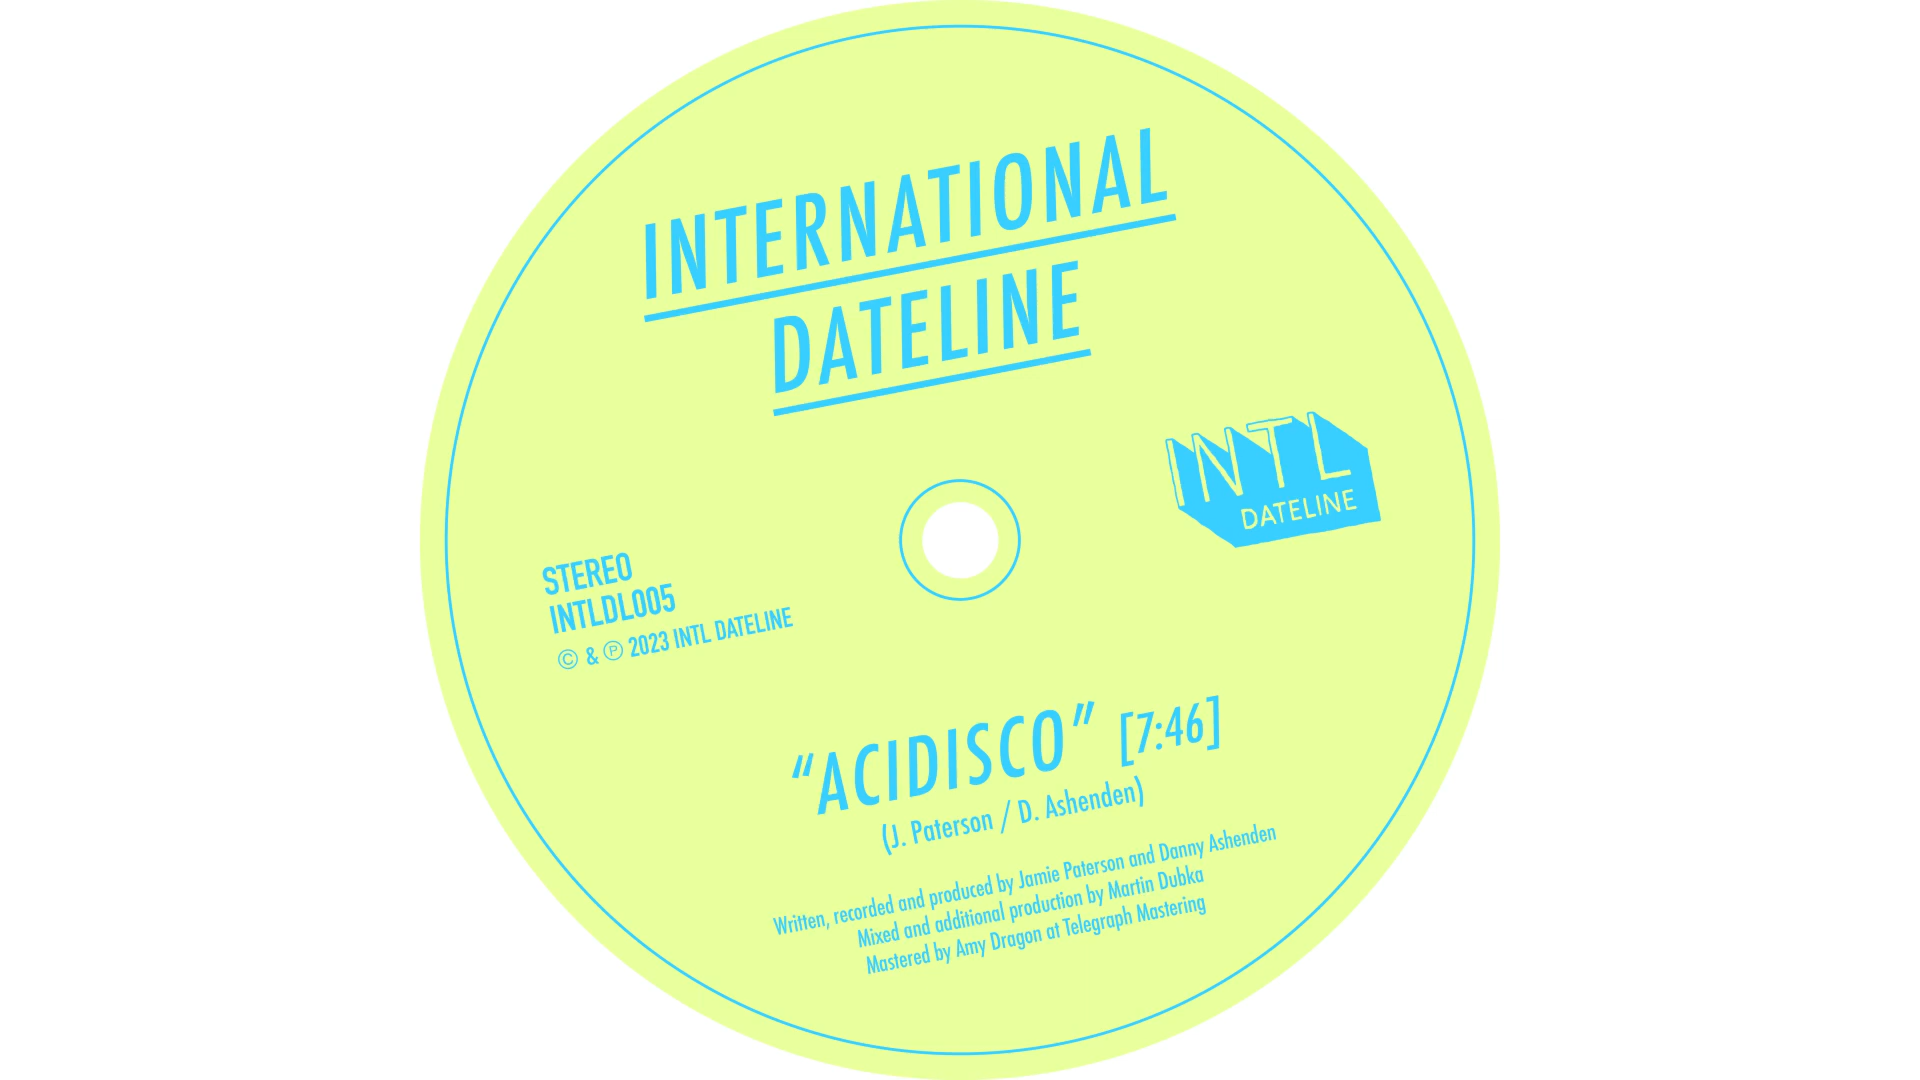 INTERNATIONAL
DATELINE
INTL
DATELINE
STEREO
INTLDL005
© & ℗ 2023 INTL DATELINE
“ACIDISCO” [7:46]
(J. Paterson / D. Ashenden)
Written, recorded and produced by Jamie Paterson and Danny Ashenden
Mixed and additional production by Martin Dubka
Mastered by Amy Dragon at Telegraph Mastering